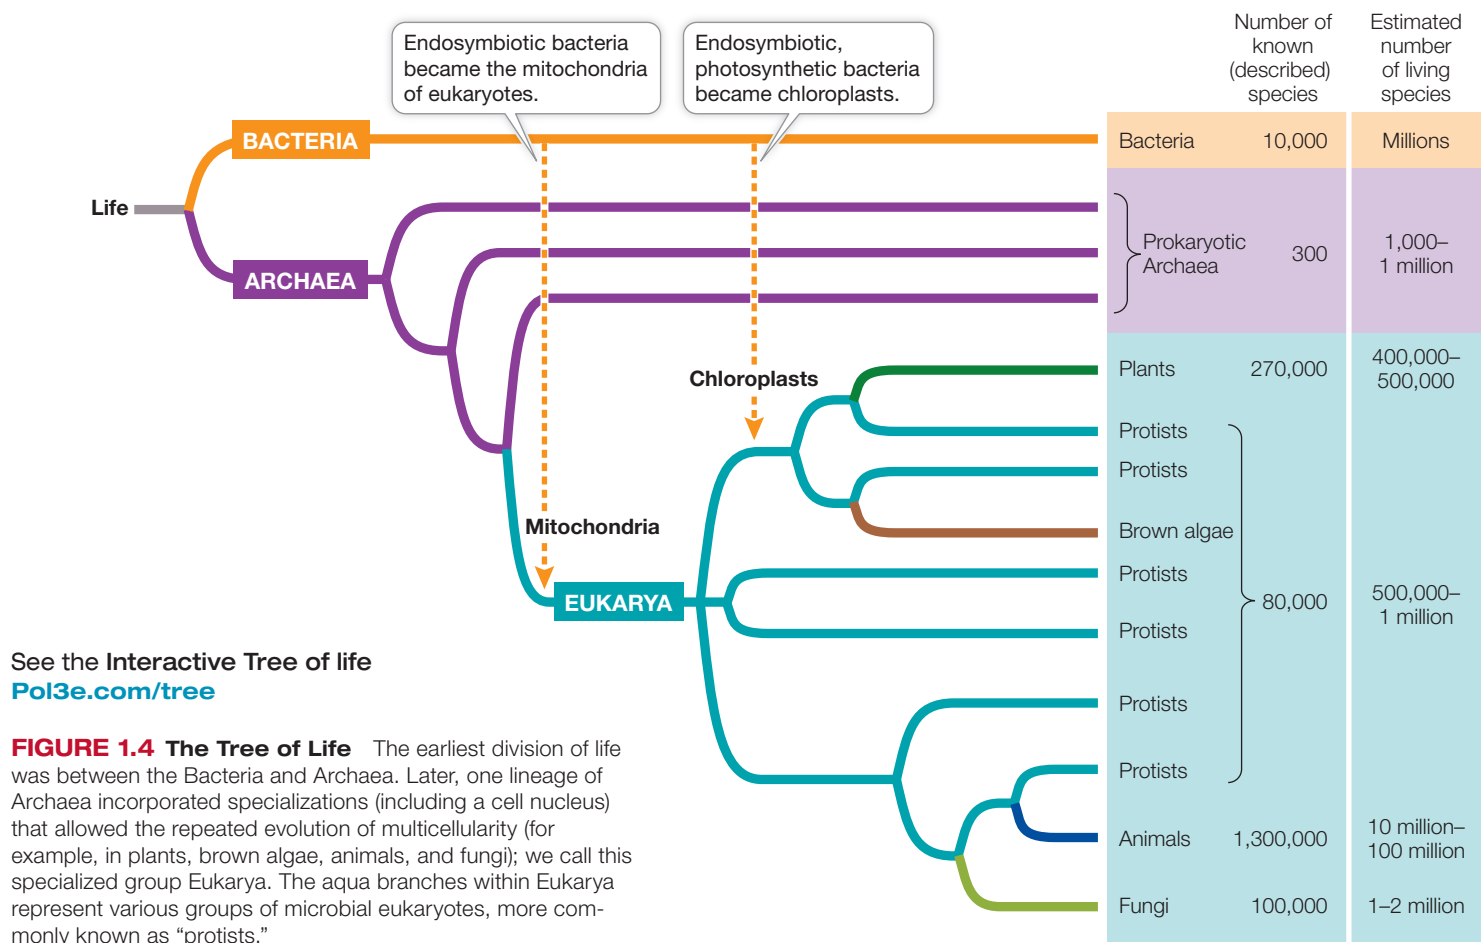 Number of
known
(described)
species
Estimated
number
of living
species
Endosymbiotic bacteria
became the mitochondria
of eukaryotes.
Endosymbiotic,
photosynthetic bacteria
became chloroplasts.
BACTERIA
Bacteria 10,000 Millions
Life
ARCHAEA
Prokaryotic
Archaea
300
1,000–
1 million
Chloroplasts
Plants 270,000
400,000–
500,000
Protists
Protists
Mitochondria
Brown algae
Protists
EUKARYA
80,000
500,000–
1 million
Protists
Protists
Protists
Animals 1,300,000
10 million–
100 million
Fungi 100,000 1–2 million
See the Interactive Tree of life
Pol3e.com/tree
FIGURE 1.4 The Tree of Life The earliest division of life
was between the Bacteria and Archaea. Later, one lineage of
Archaea incorporated specializations (including a cell nucleus)
that allowed the repeated evolution of multicellularity (for
example, in plants, brown algae, animals, and fungi); we call this
specialized group Eukarya. The aqua branches within Eukarya
represent various groups of microbial eukaryotes, more com-
monly known as “protists.”